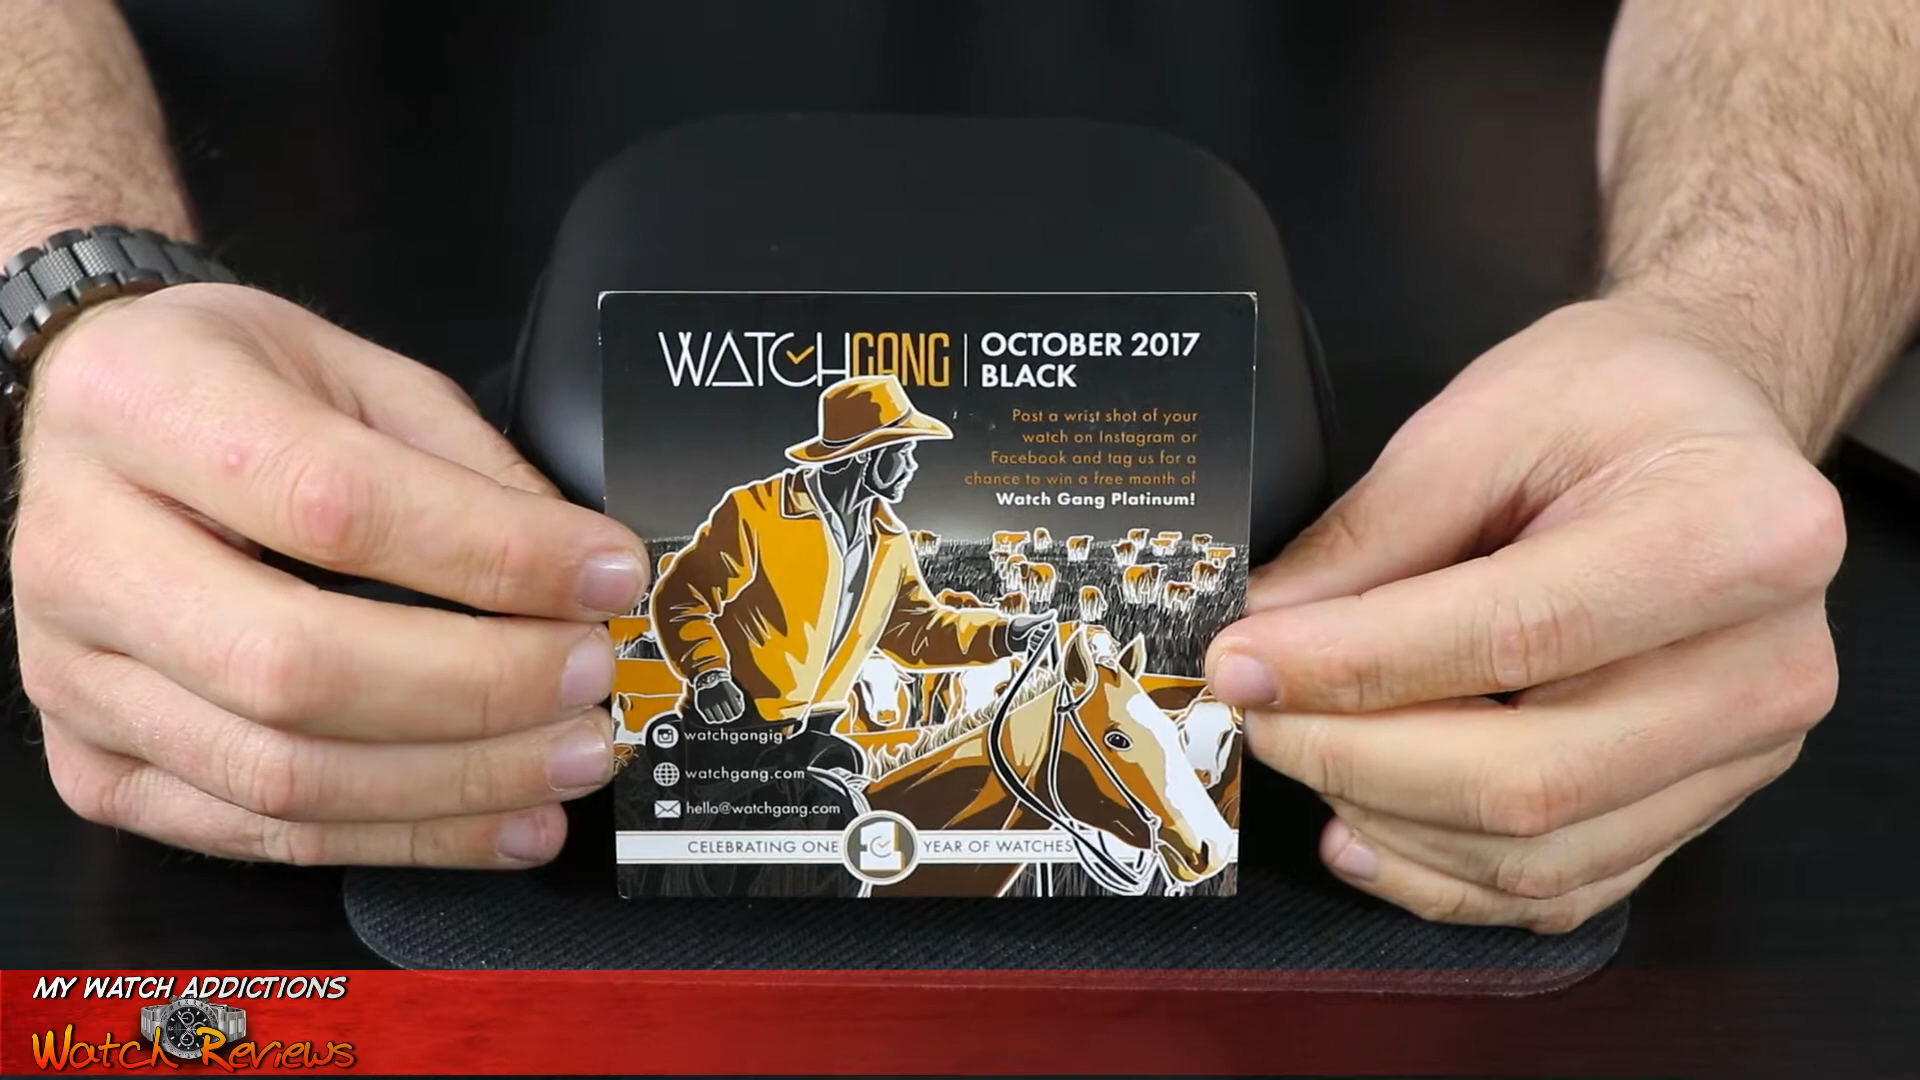 WATCHGANG
OCTOBER 2017
BLACK
Post a wrist shot of your
watch on Instagram or
Facebook and tag us for a
chance to win a free month of
Watch Gang Platinum!
watchgangig
watchgang.com
hello@watchgang.com
CELEBRATING ONE 1 YEAR OF WATCHES
MY WATCH ADDICTIONS
Watch Reviews